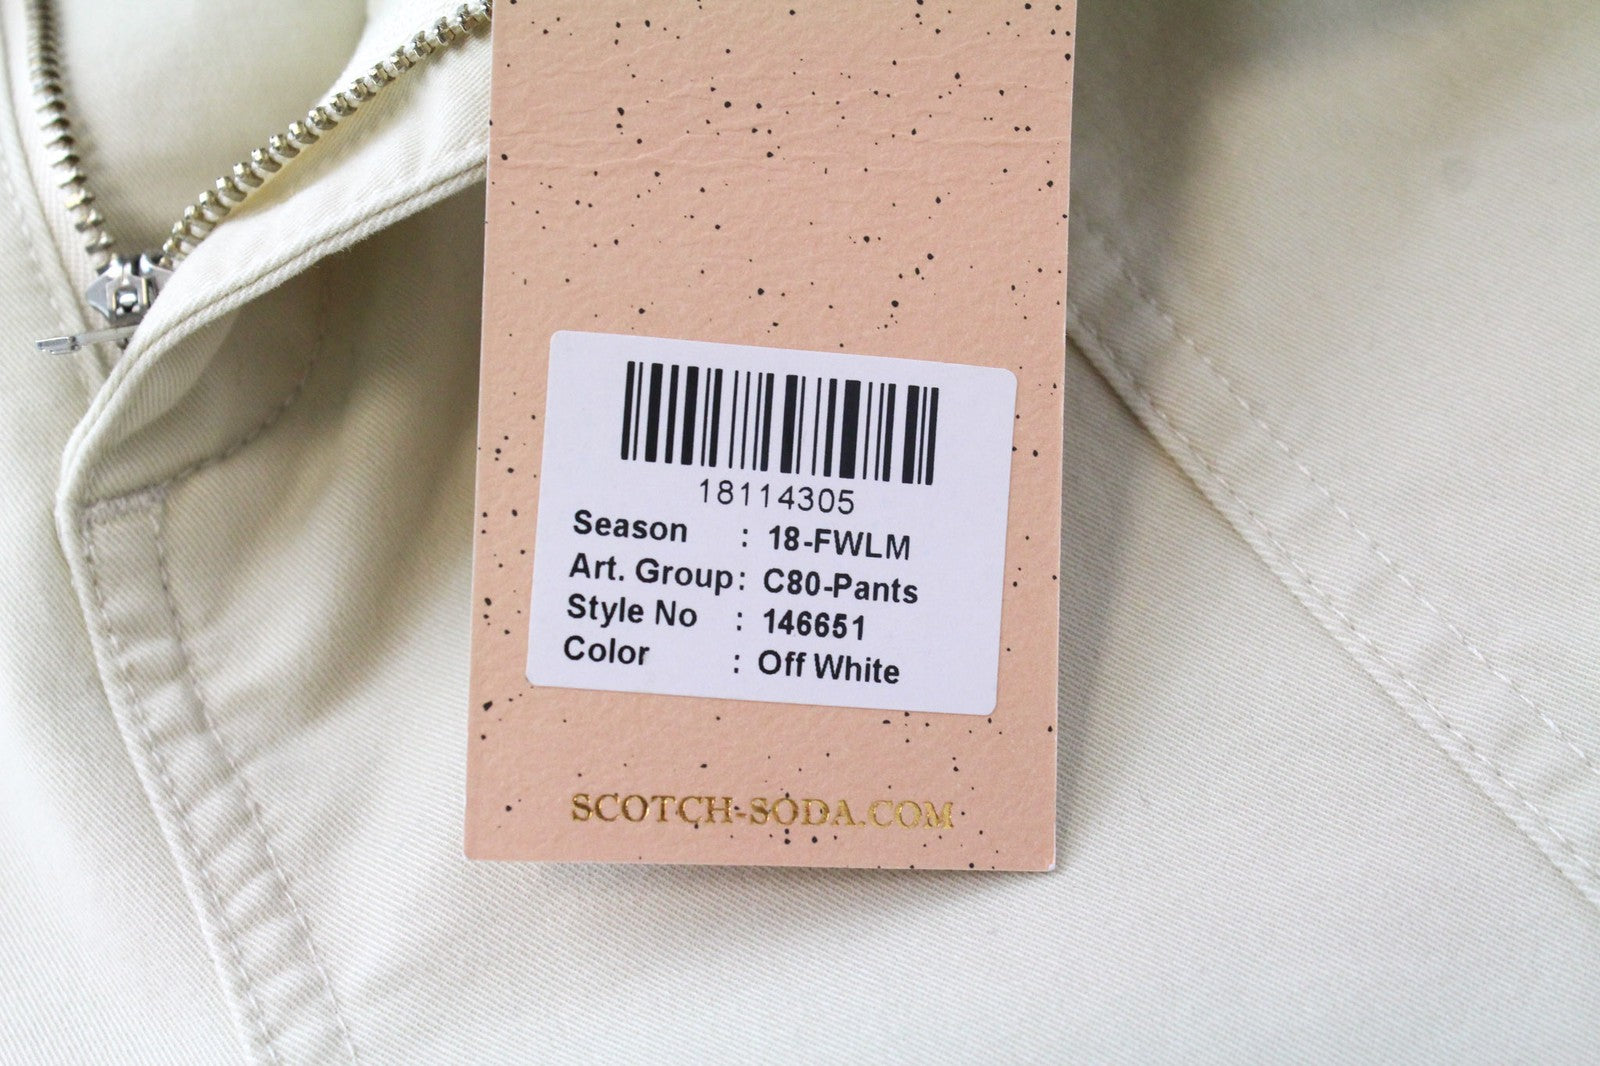 18114305
Season : 18-FWLM
Art. Group: C80-Pants
Style No : 146651
Color : Off White
SCOTCH-SODA.COM